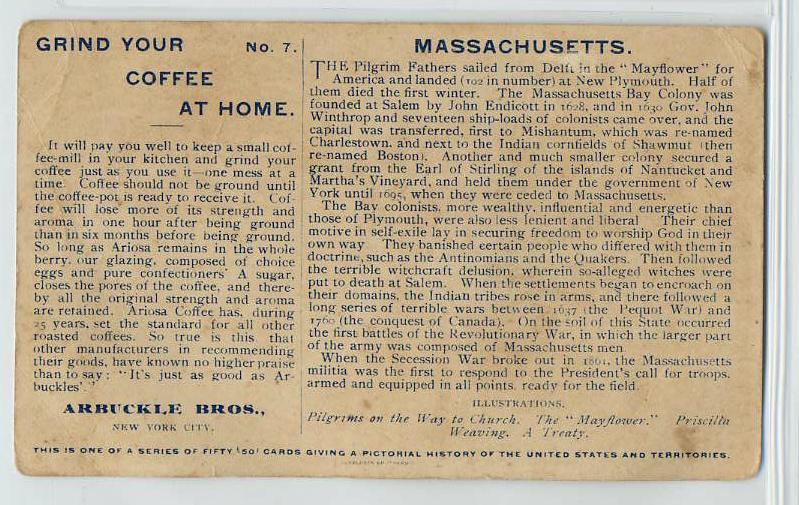 GRIND YOUR No. 7.
COFFEE
AT HOME.
It will pay you well to keep a small cof-
fee-mill in your kitchen and grind your
coffee just as you use it—one mess at a
time. Coffee should not be ground until
the coffee-pot is ready to receive it. Cof-
fee will lose more of its strength and
aroma in one hour after being ground
than in six months before being ground.
So long as Ariosa remains in the whole
berry, our glazing, composed of choice
eggs and pure confectioners' A sugar,
closes the pores of the coffee, and there-
by all the original strength and aroma
are retained. Ariosa Coffee has, during
25 years, set the standard for all other
roasted coffees. So true is this that
other manufacturers in recommending
their goods, have known no higher praise
than to say: "It's just as good as Ar-
buckles'."
ARBUCKLE BROS.,
NEW YORK CITY.
MASSACHUSETTS.
THE Pilgrim Fathers sailed from Delft in the "Mayflower" for
America and landed (102 in number) at New Plymouth. Half of
them died the first winter. The Massachusetts Bay Colony was
founded at Salem by John Endicott in 1628, and in 1630 Gov. John
Winthrop and seventeen ship-loads of colonists came over, and the
capital was transferred, first to Mishantum, which was re-named
Charlestown, and next to the Indian cornfields of Shawmut (then
re-named Boston). Another and much smaller colony secured a
grant from the Earl of Stirling of the islands of Nantucket and
Martha's Vineyard, and held them under the government of New
York until 1695, when they were ceded to Massachusetts.
The Bay colonists, more wealthy, influential and energetic than
those of Plymouth, were also less lenient and liberal Their chief
motive in self-exile lay in securing freedom to worship God in their
own way They banished certain people who differed with them in
doctrine, such as the Antinomians and the Quakers. Then followed
the terrible witchcraft delusion, wherein so-alleged witches were
put to death at Salem. When the settlements began to encroach on
their domains, the Indian tribes rose in arms, and there followed a
long series of terrible wars between 1637 (the Pequot War) and
1760 (the conquest of Canada). On the soil of this State occurred
the first battles of the Revolutionary War, in which the larger part
of the army was composed of Massachusetts men
When the Secession War broke out in 1861, the Massachusetts
militia was the first to respond to the President's call for troops,
armed and equipped in all points, ready for the field.
ILLUSTRATIONS.
Pilgrims on the Way to Church. The "Mayflower." Priscilla
Weaving. A Treaty.
THIS IS ONE OF A SERIES OF FIFTY (50) CARDS GIVING A PICTORIAL HISTORY OF THE UNITED STATES AND TERRITORIES.